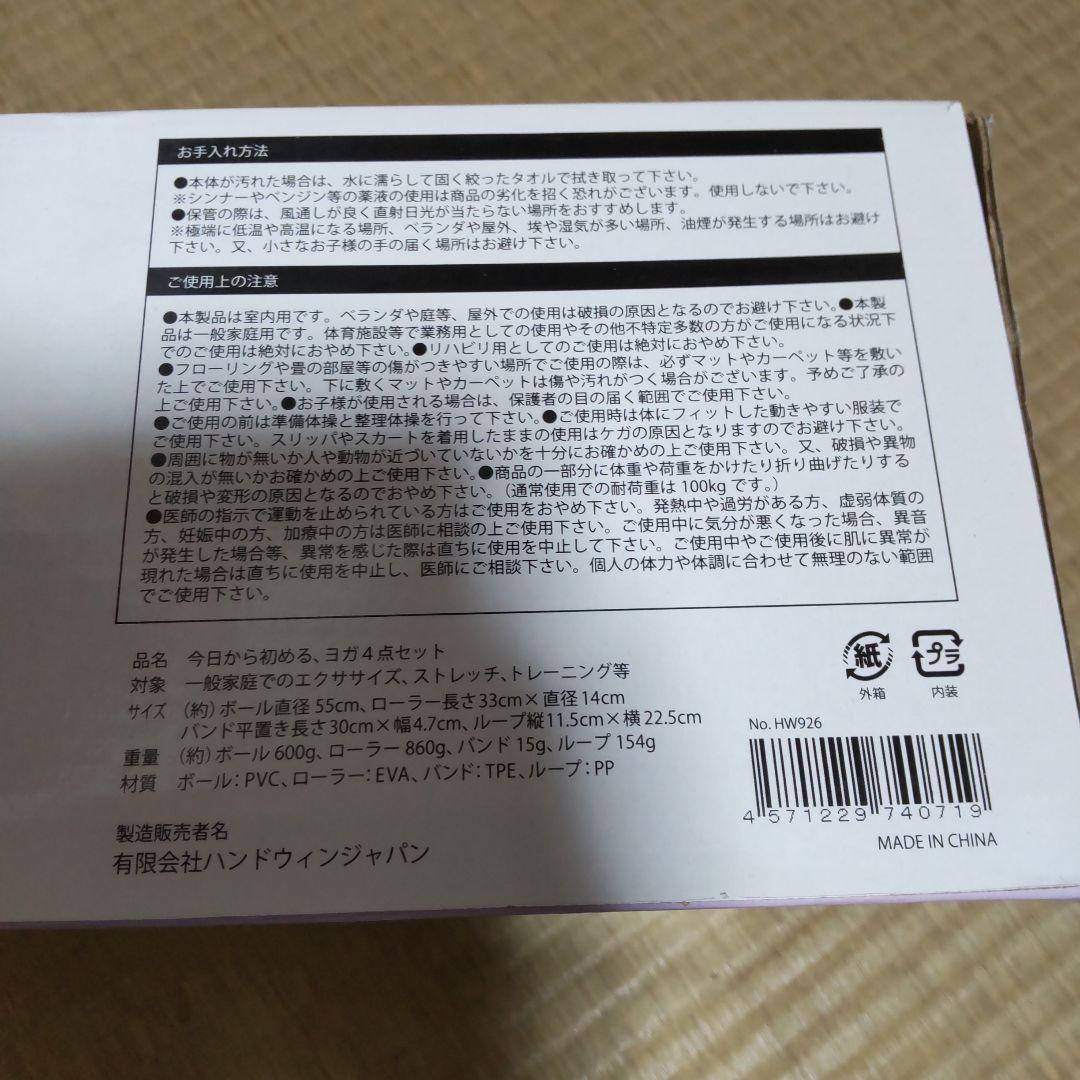 お手入れ方法
●本体が汚れた場合は、水に濡らして固く絞ったタオルで拭き取って下さい。
※シンナーやベンジン等の薬液の使用は商品の劣化を招く恐れがございます。使用しないで下さい。
●保管の際は、風通しが良く直射日光が当たらない場所をおすすめします。
※極端に低温や高温になる場所、ベランダや屋外、埃や湿気が多い場所、油煙が発生する場所はお避け
下さい。又、小さなお子様の手の届く場所はお避け下さい。
ご使用上の注意
●本製品は室内用です。ベランダや庭等、屋外での使用は破損の原因となるのでお避け下さい。●本製
品は一般家庭用です。体育施設等で業務用としての使用やその他不特定多数の方がご使用になる状況下
でのご使用は絶対におやめ下さい。●リハビリ用としてのご使用は絶対におやめ下さい。
●フローリングや畳の部屋等の傷がつきやすい場所でご使用の際は、必ずマットやカーペット等を敷い
た上でご使用下さい。下に敷くマットやカーペットは傷や汚れがつく場合がございます。予めご了承の
上ご使用下さい。●お子様が使用される場合は、保護者の目の届く範囲でご使用下さい。
●ご使用の前は準備体操と整理体操を行って下さい。●ご使用時は体にフィットした動きやすい服装で
ご使用下さい。スリッパやスカートを着用したままの使用はケガの原因となりますのでお避け下さい。
●周囲に物が無いか人や動物が近づいていないかを十分にお確かめの上ご使用下さい。又、破損や異物
の混入が無いかお確かめの上ご使用下さい。●商品の一部分に体重や荷重をかけたり折り曲げたりする
と破損や変形の原因となるのでおやめ下さい。（通常使用での耐荷重は100kgです。）
●医師の指示で運動を止められている方はご使用をおやめ下さい。発熱中や過労がある方、虚弱体質の
方、妊娠中の方、加療中の方は医師に相談の上ご使用下さい。ご使用中に気分が悪くなった場合、異音
が発生した場合等、異常を感じた際は直ちに使用を中止して下さい。ご使用中やご使用後に肌に異常が
現れた場合は直ちに使用を中止し、医師にご相談下さい。個人の体力や体調に合わせて無理のない範囲
でご使用下さい。
品名 今日から初める、ヨガ4点セット
対象 一般家庭でのエクササイズ、ストレッチ、トレーニング等
サイズ （約）ボール直径55cm、ローラー長さ33cm×直径14cm
バンド平置き長さ30cm×幅4.7cm、ループ縦11.5cm×横22.5cm
重量 （約）ボール600g、ローラー860g、バンド15g、ループ154g
材質 ボール：PVC、ローラー：EVA、バンド：TPE、ループ：PP
製造販売者名
有限会社ハンドウィンジャパン
紙
外箱
プラ
内装
No. HW926
4 571229 740719
MADE IN CHINA